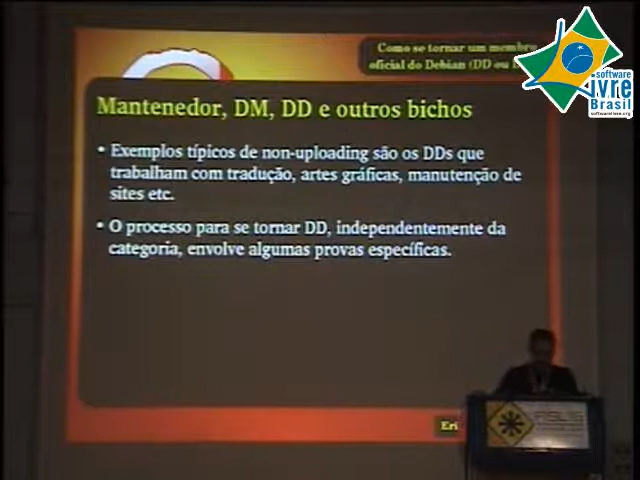 Como se tornar um membro
oficial do Debian (DD ou
software
livre
Brasil
softwarelivre.org
Mantenedor, DM, DD e outros bichos
• Exemplos típicos de non-uploading são os DDs que
trabalham com tradução, artes gráficas, manutenção de
sites etc.
• O processo para se tornar DD, independentemente da
categoria, envolve algumas provas específicas.
Eri